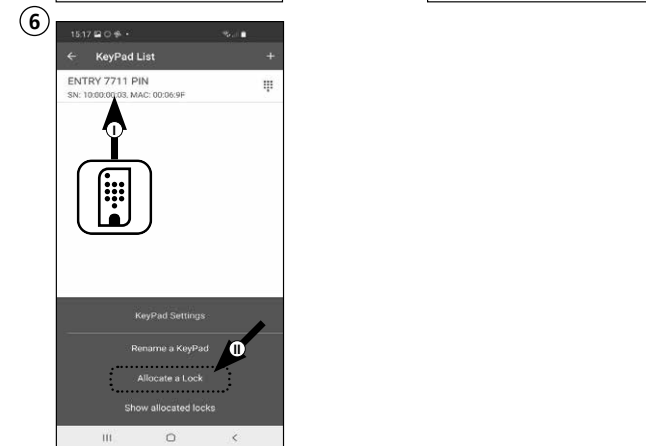 6
15:17
KeyPad List +
ENTRY 7711 PIN
SN: 10:00:00:03, MAC: 00:06:9F
I
KeyPad Settings
Rename a KeyPad
II
Allocate a Lock
Show allocated locks